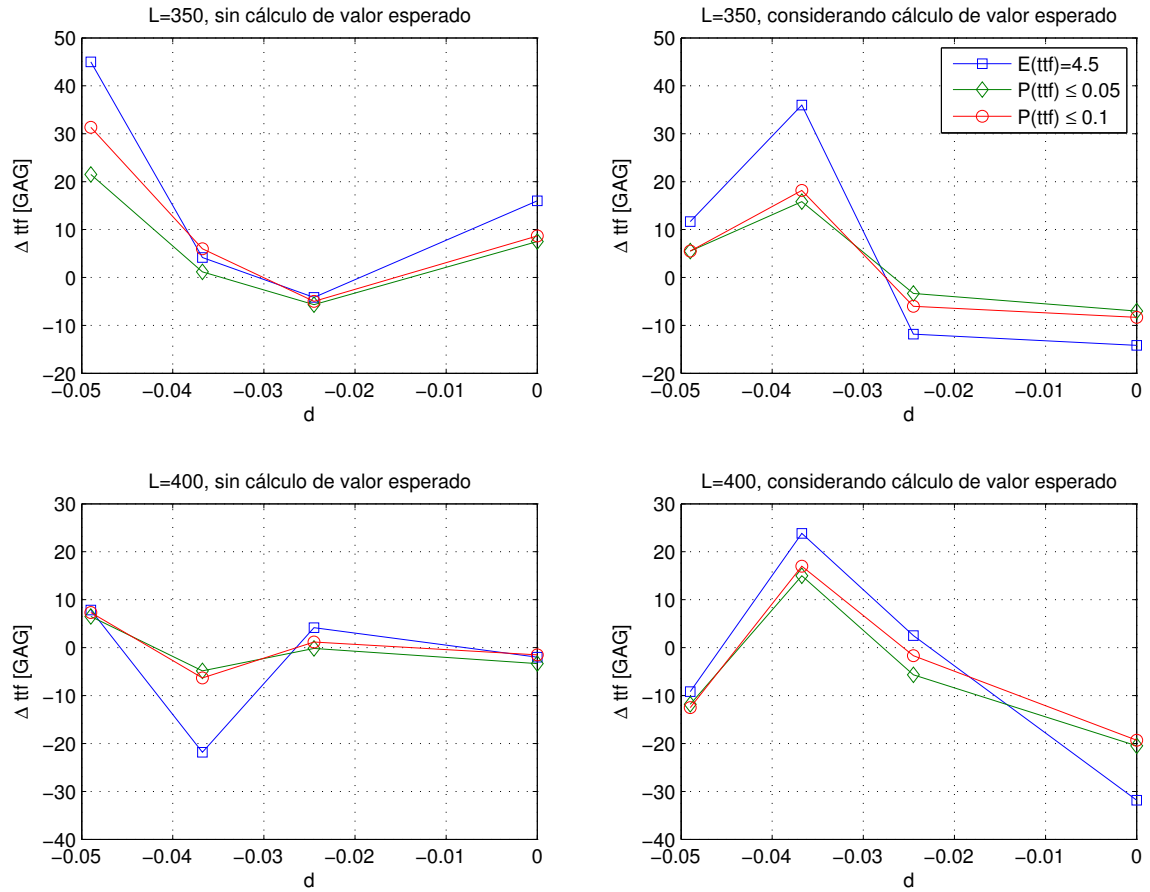 L=350, sin cálculo de valor esperado
50
40
30
20
10
0
−10
−20
Δ ttf [GAG]
−0.05 −0.04 −0.03 −0.02 −0.01 0
d
L=350, considerando cálculo de valor esperado
50
40
30
20
10
0
−10
−20
Δ ttf [GAG]
−0.05 −0.04 −0.03 −0.02 −0.01 0
d
E(ttf)=4.5
P(ttf) ≤ 0.05
P(ttf) ≤ 0.1
L=400, sin cálculo de valor esperado
30
20
10
0
−10
−20
−30
−40
Δ ttf [GAG]
−0.05 −0.04 −0.03 −0.02 −0.01 0
d
L=400, considerando cálculo de valor esperado
30
20
10
0
−10
−20
−30
−40
Δ ttf [GAG]
−0.05 −0.04 −0.03 −0.02 −0.01 0
d